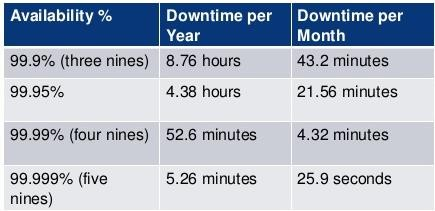 Availability % Downtime per Downtime per
Year Month
99.9% (three nines) 8.76 hours 43.2 minutes
99.95% 4.38 hours 21.56 minutes
99.99% (four nines) 52.6 minutes 4.32 minutes
99.999% (five 5.26 minutes 25.9 seconds
nines)